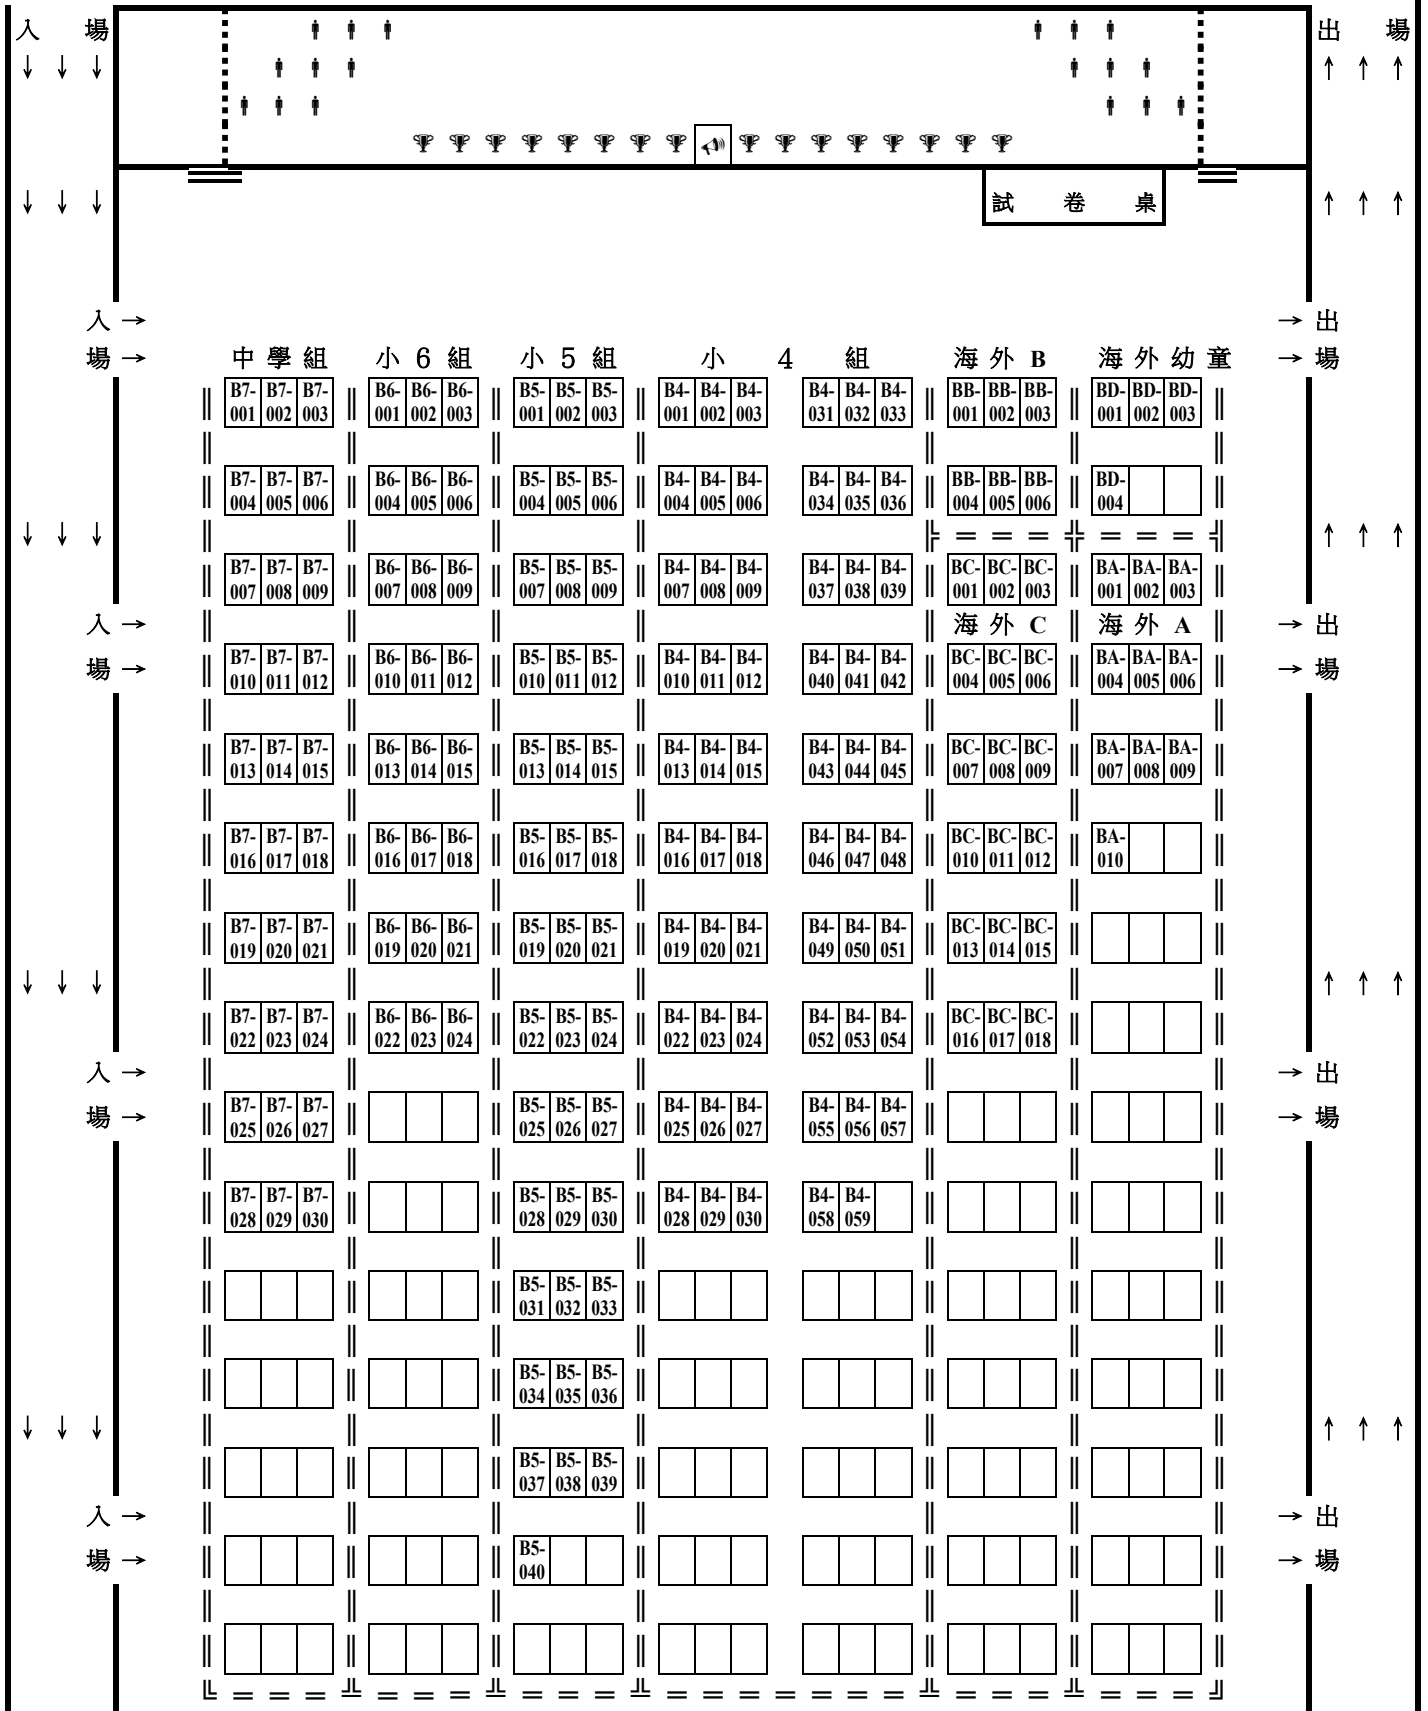 入 場 出 場
試 卷 桌
入 → → 出
場 → 中 學 組 小 6 組 小 5 組 小 4 組 海 外 B 海 外 幼 童 → 場
B7- B7- B7- B6- B6- B6- B5- B5- B5- B4- B4- B4- B4- B4- B4- BB- BB- BB- BD- BD- BD-
001 002 003 001 002 003 001 002 003 001 002 003 031 032 033 001 002 003 001 002 003
B7- B7- B7- B6- B6- B6- B5- B5- B5- B4- B4- B4- B4- B4- B4- BB- BB- BB- BD-
004 005 006 004 005 006 004 005 006 004 005 006 034 035 036 004 005 006 004
B7- B7- B7- B6- B6- B6- B5- B5- B5- B4- B4- B4- B4- B4- B4- BC- BC- BC- BA- BA- BA-
007 008 009 007 008 009 007 008 009 007 008 009 037 038 039 001 002 003 001 002 003
入 → 海 外 C 海 外 A → 出
B7- B7- B7- B6- B6- B6- B5- B5- B5- B4- B4- B4- B4- B4- B4- BC- BC- BC- BA- BA- BA-
場 → → 場
010 011 012 010 011 012 010 011 012 010 011 012 040 041 042 004 005 006 004 005 006
B7- B7- B7- B6- B6- B6- B5- B5- B5- B4- B4- B4- B4- B4- B4- BC- BC- BC- BA- BA- BA-
013 014 015 013 014 015 013 014 015 013 014 015 043 044 045 007 008 009 007 008 009
B7- B7- B7- B6- B6- B6- B5- B5- B5- B4- B4- B4- B4- B4- B4- BC- BC- BC- BA-
016 017 018 016 017 018 016 017 018 016 017 018 046 047 048 010 011 012 010
B7- B7- B7- B6- B6- B6- B5- B5- B5- B4- B4- B4- B4- B4- B4- BC- BC- BC-
019 020 021 019 020 021 019 020 021 019 020 021 049 050 051 013 014 015
B7- B7- B7- B6- B6- B6- B5- B5- B5- B4- B4- B4- B4- B4- B4- BC- BC- BC-
022 023 024 022 023 024 022 023 024 022 023 024 052 053 054 016 017 018
入 → → 出
B7- B7- B7- B5- B5- B5- B4- B4- B4- B4- B4- B4-
場 → → 場
025 026 027 025 026 027 025 026 027 055 056 057
B7- B7- B7- B5- B5- B5- B4- B4- B4- B4- B4-
028 029 030 028 029 030 028 029 030 058 059
B5- B5- B5-
031 032 033
B5- B5- B5-
034 035 036
B5- B5- B5-
037 038 039
入 → → 出
B5-
場 → → 場
040